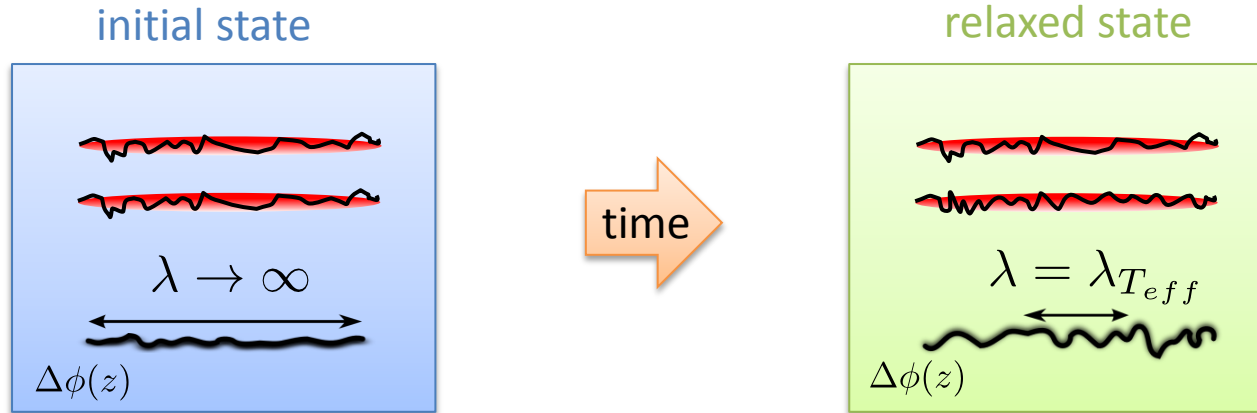 initial state
λ → ∞
Δϕ(z)
time
relaxed state
λ = λ_{T_{eff}}
Δϕ(z)